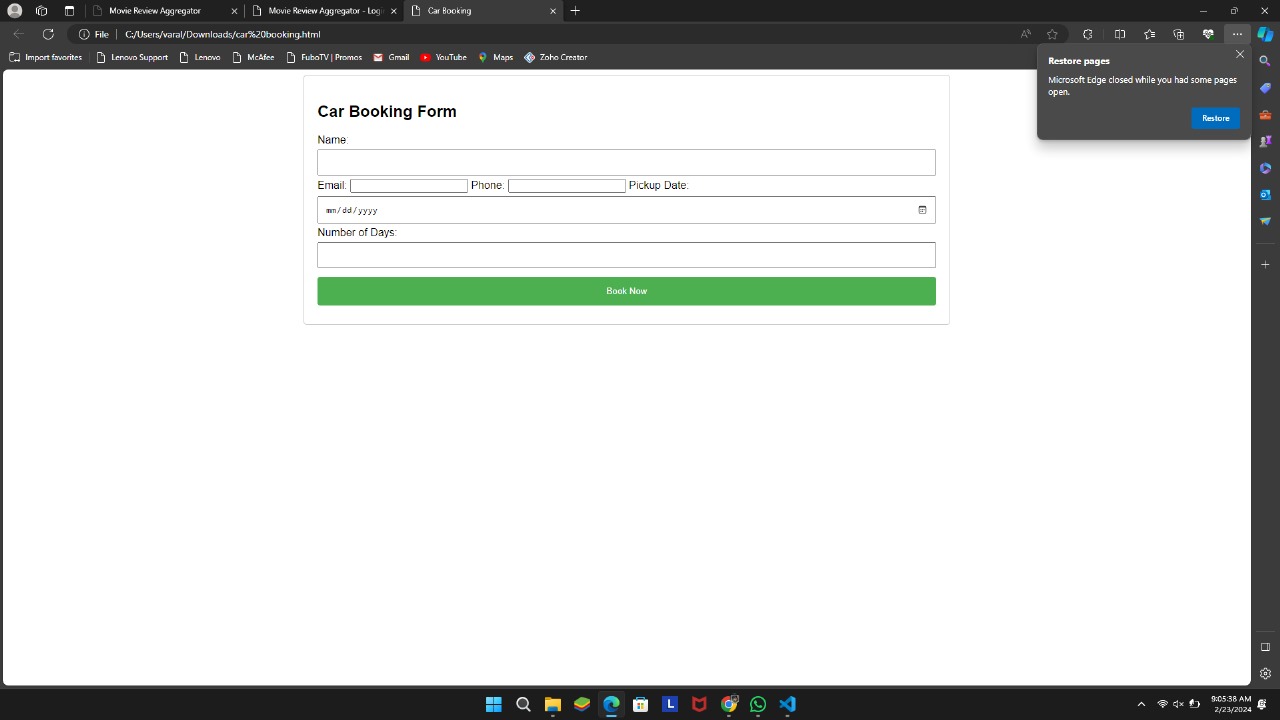 Movie Review Aggregator
Movie Review Aggregator - Logi
Car Booking
File
C:/Users/varal/Downloads/car%20booking.html
Import favorites
Lenovo Support
Lenovo
McAfee
FuboTV | Promos
Gmail
YouTube
Maps
Zoho Creator
Restore pages
Microsoft Edge closed while you had some pages
open.
Restore
Car Booking Form
Name:
Email:
Phone:
Pickup Date:
mm/dd/yyyy
Number of Days:
Book Now
L
9:05:38 AM
2/23/2024